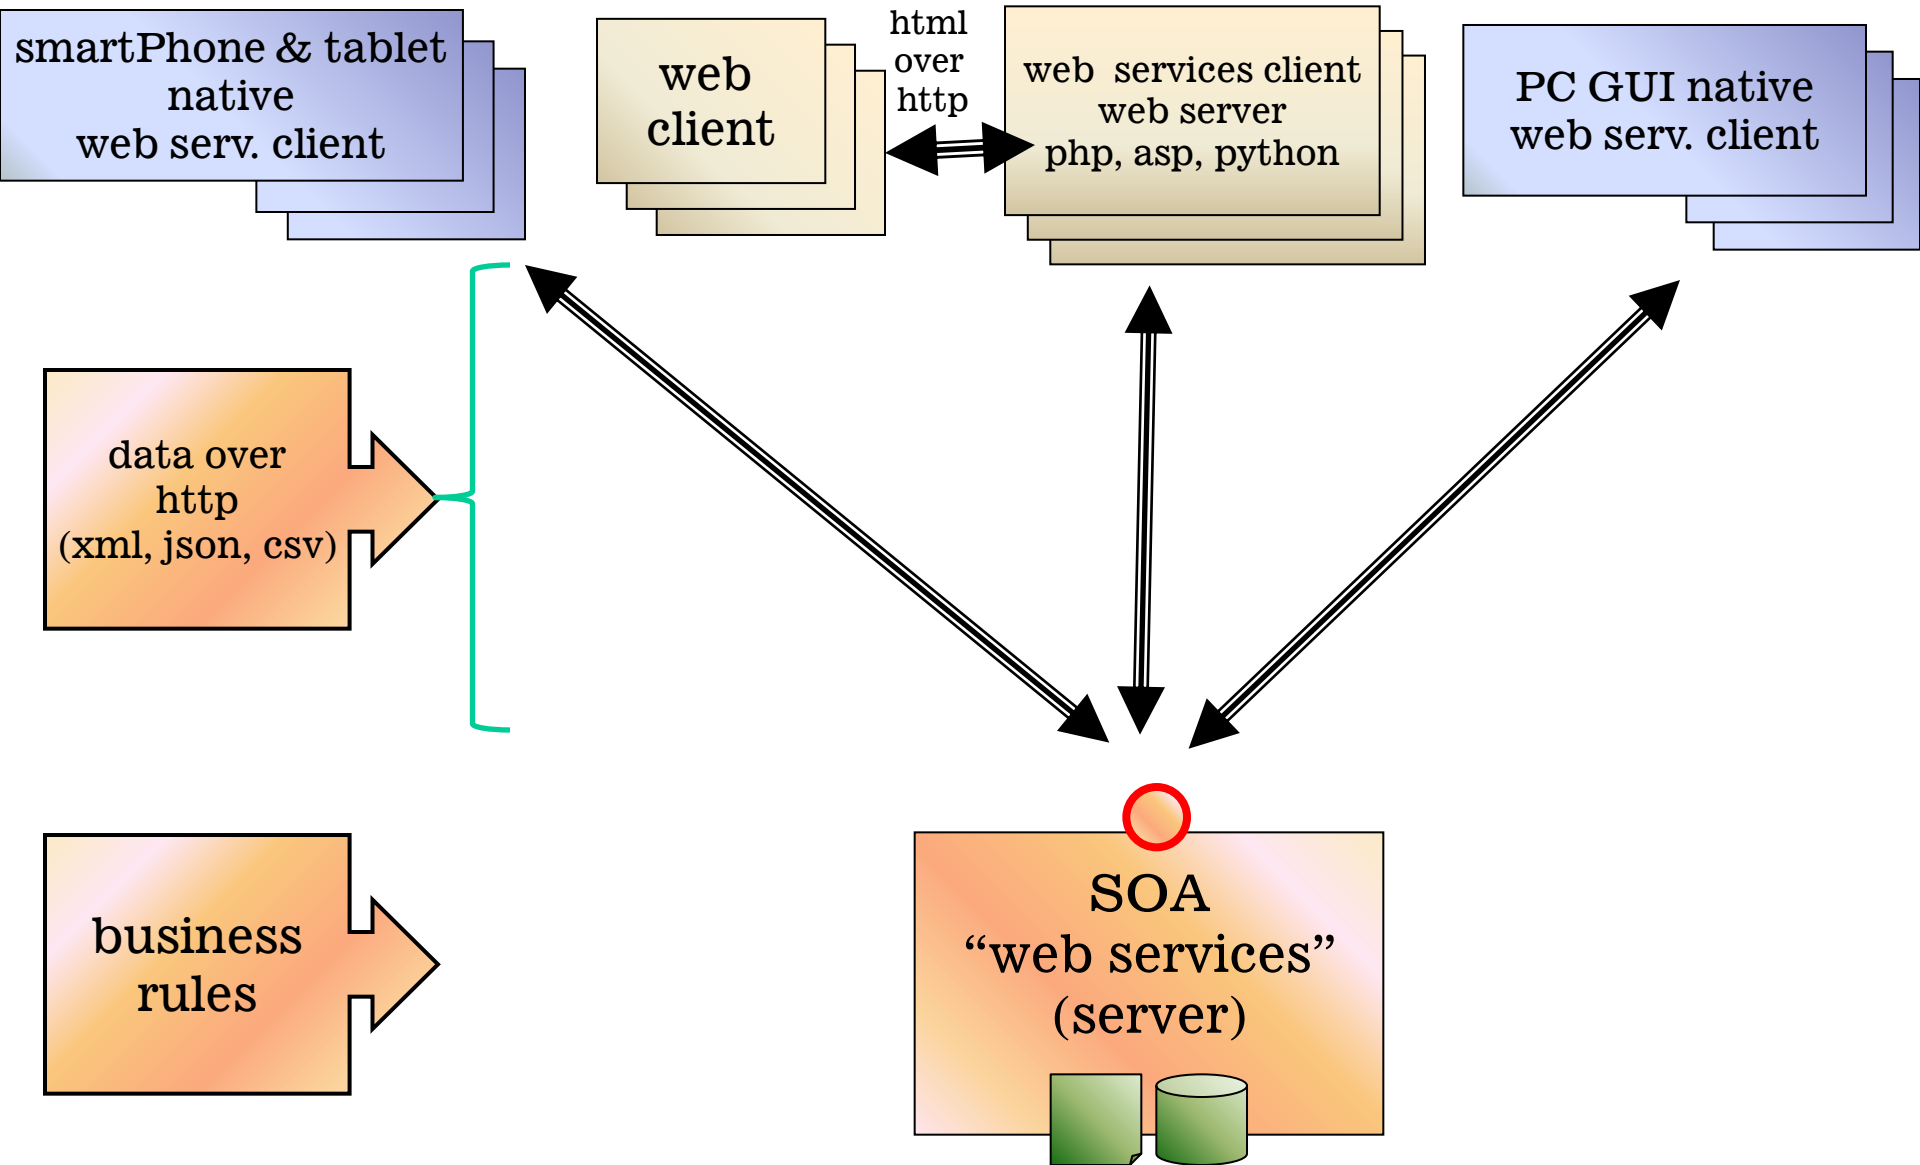 smartPhone & tablet
native
web serv. client
web
client
html
over
http
web services client
web server
php, asp, python
PC GUI native
web serv. client
data over
http
(xml, json, csv)
business
rules
SOA
“web services”
(server)